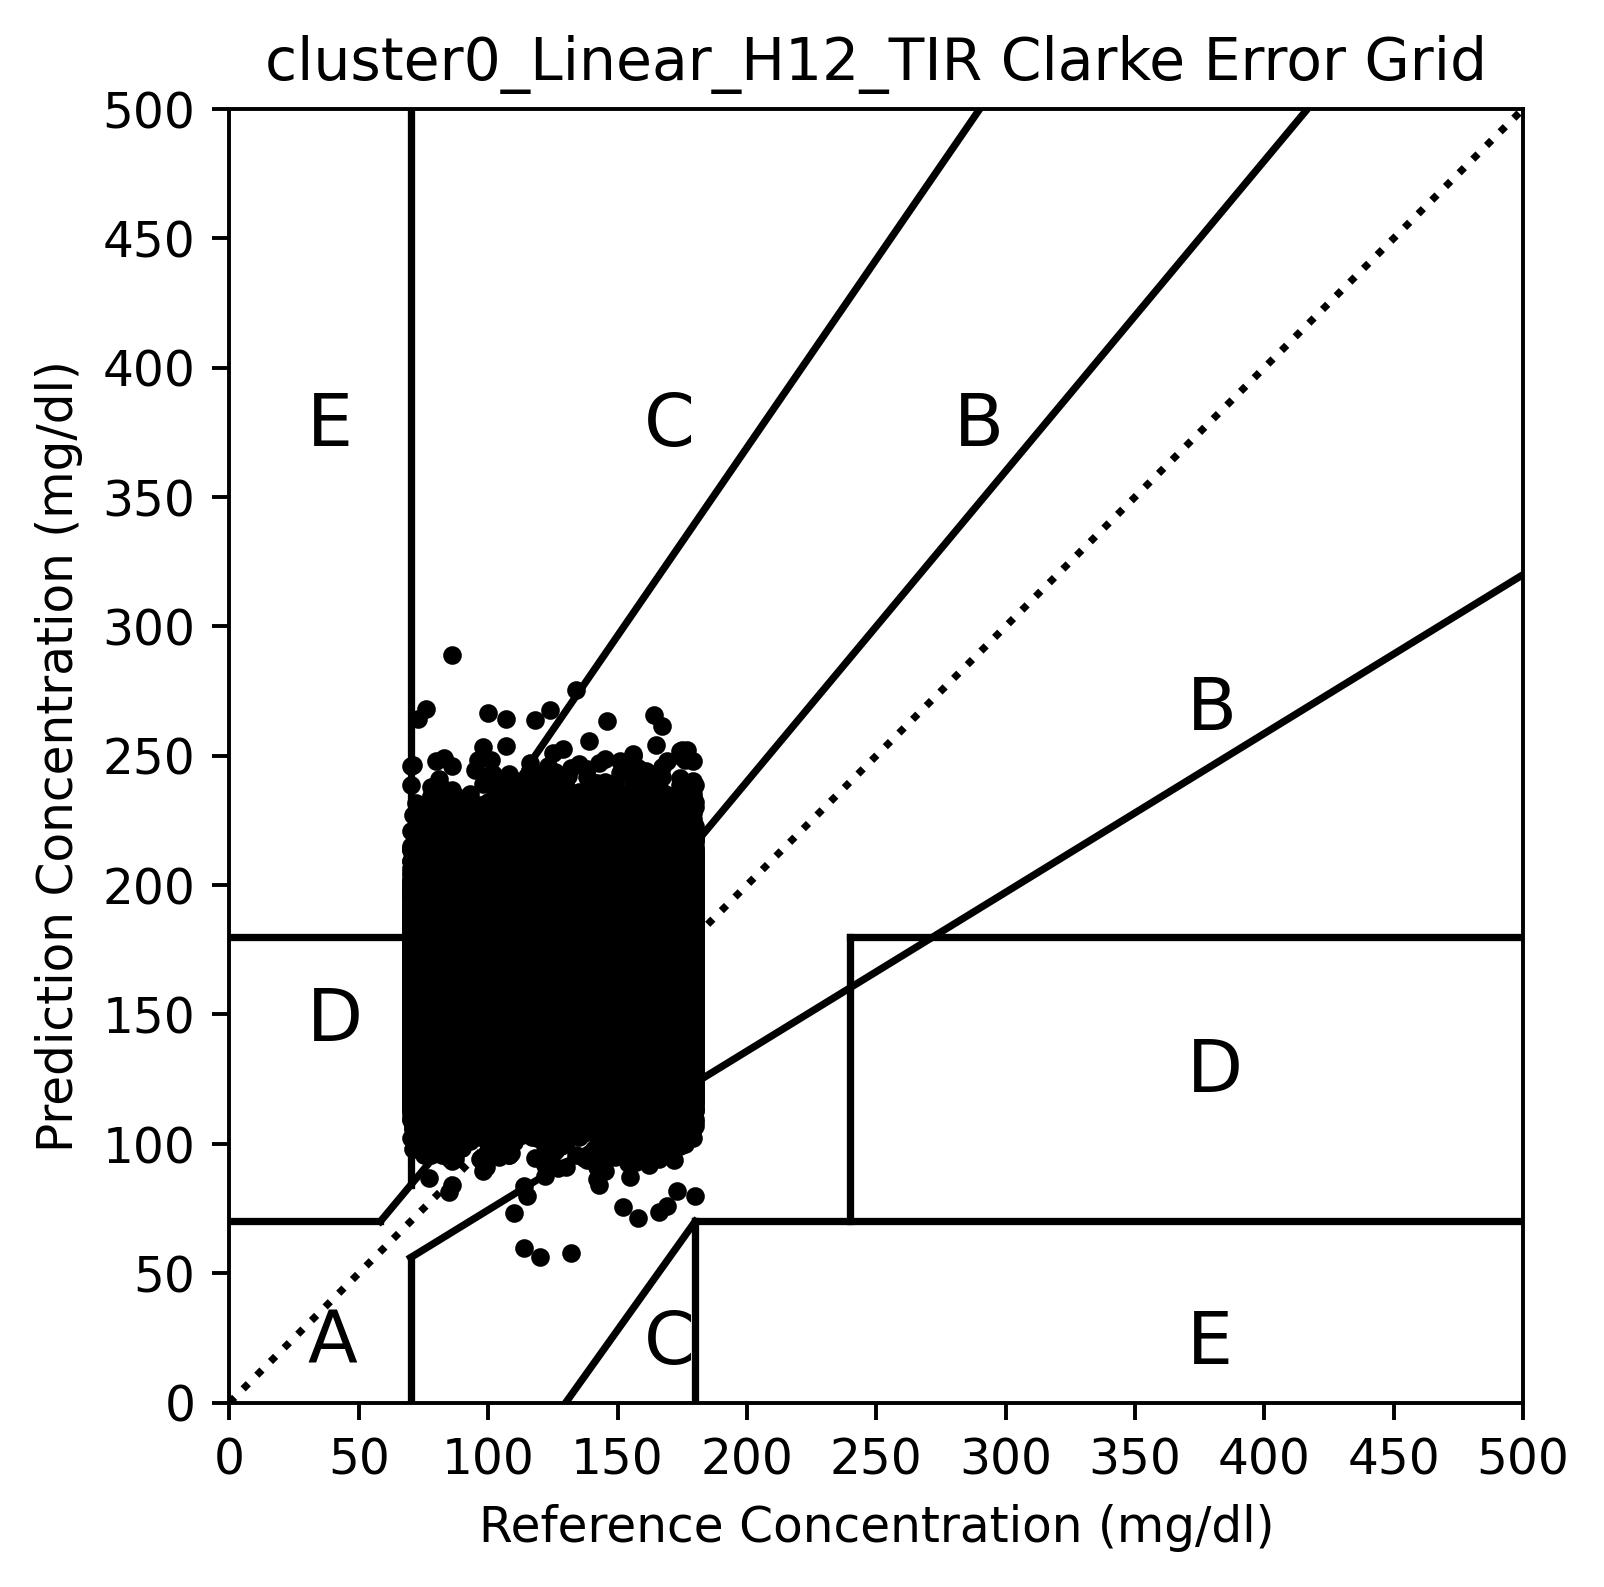 cluster0_Linear_H12_TIR Clarke Error Grid
500
450
400
350
300
250
200
150
100
50
0
Prediction Concentration (mg/dl)
E
C
B
B
D
D
A
C
E
0 50 100 150 200 250 300 350 400 450 500
Reference Concentration (mg/dl)